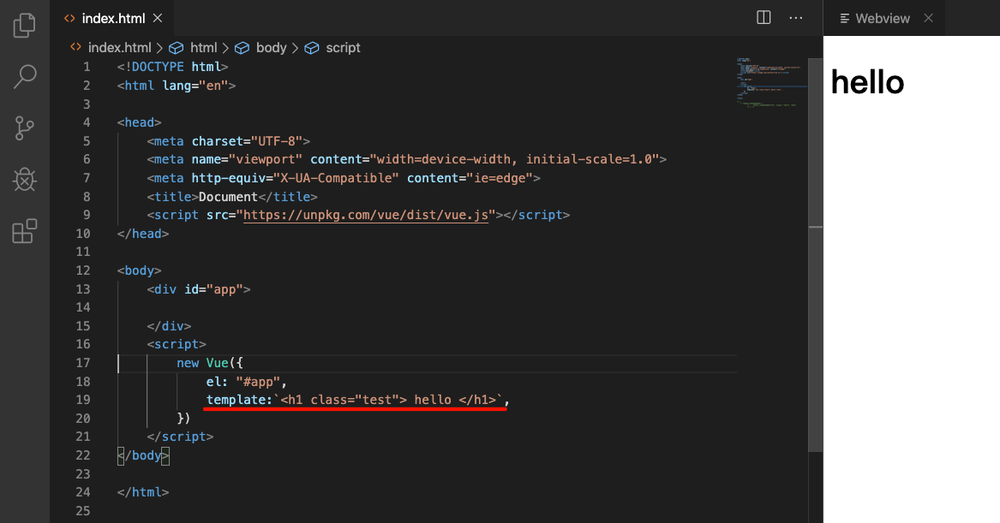 index.html
Webview
index.html > html > body > script
1 <!DOCTYPE html>
2 <html lang="en">
3
4 <head>
5 <meta charset="UTF-8">
6 <meta name="viewport" content="width=device-width, initial-scale=1.0">
7 <meta http-equiv="X-UA-Compatible" content="ie=edge">
8 <title>Document</title>
9 <script src="https://unpkg.com/vue/dist/vue.js"></script>
10 </head>
11
12 <body>
13 <div id="app">
14
15 </div>
16 <script>
17 new Vue({
18 el: "#app",
19 template:`<h1 class="test"> hello </h1>`,
20 })
21 </script>
22 </body>
23
24 </html>
25
hello